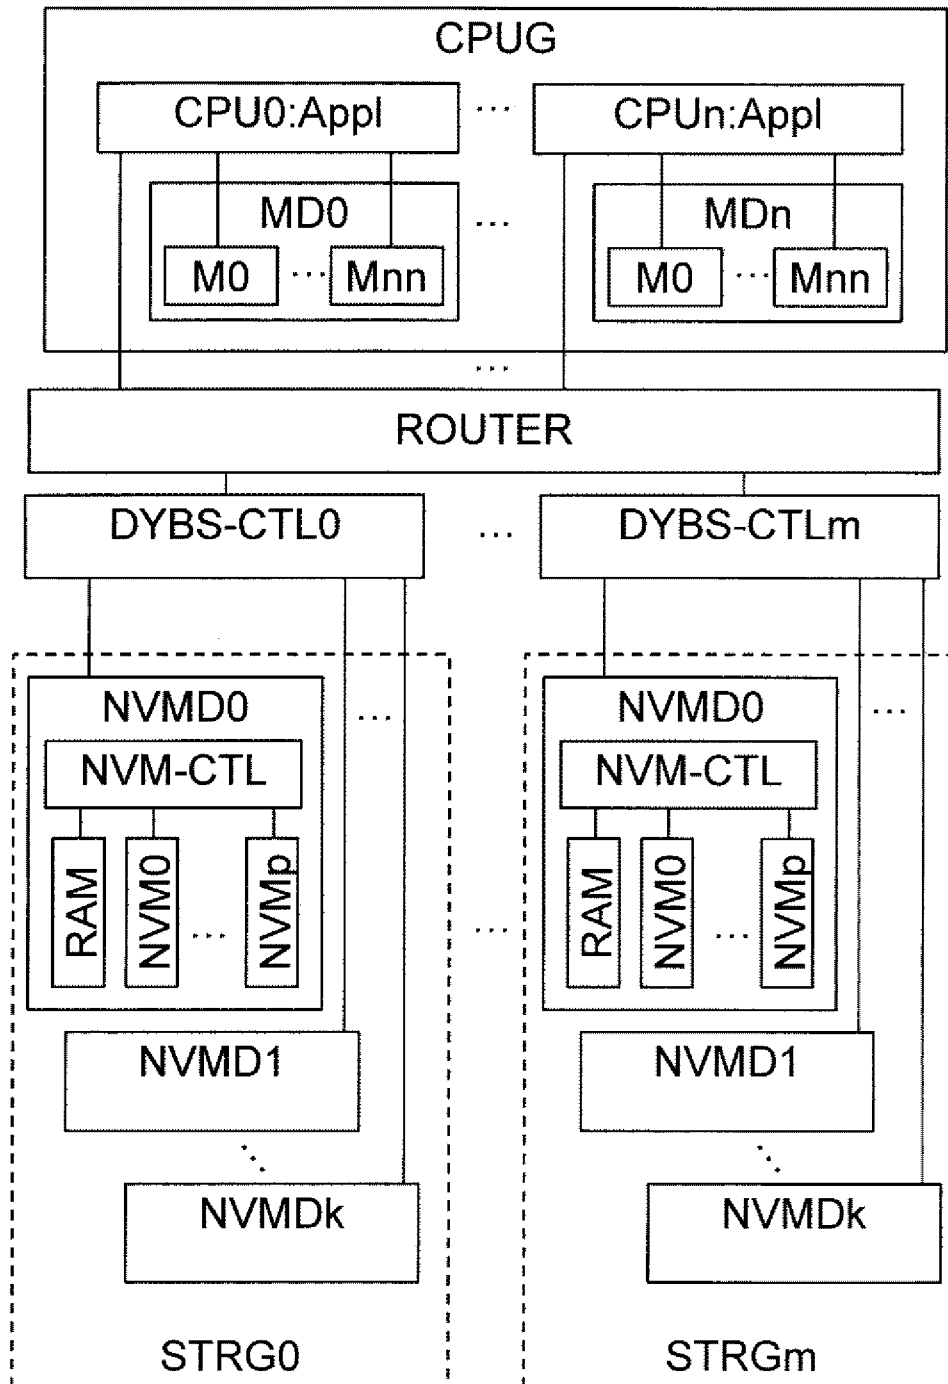 CPUG
CPU0:Appl ... CPUn:Appl
MD0 ... MDn
M0 ... Mnn M0 ... Mnn
...
ROUTER
DYBS-CTL0 ... DYBS-CTLm
NVMD0 ... NVMD0 ...
NVM-CTL NVM-CTL
RAM NVM0 ... NVMp ... RAM NVM0 ... NVMp
NVMD1 NVMD1
... ...
NVMDk NVMDk
STRG0 STRGm